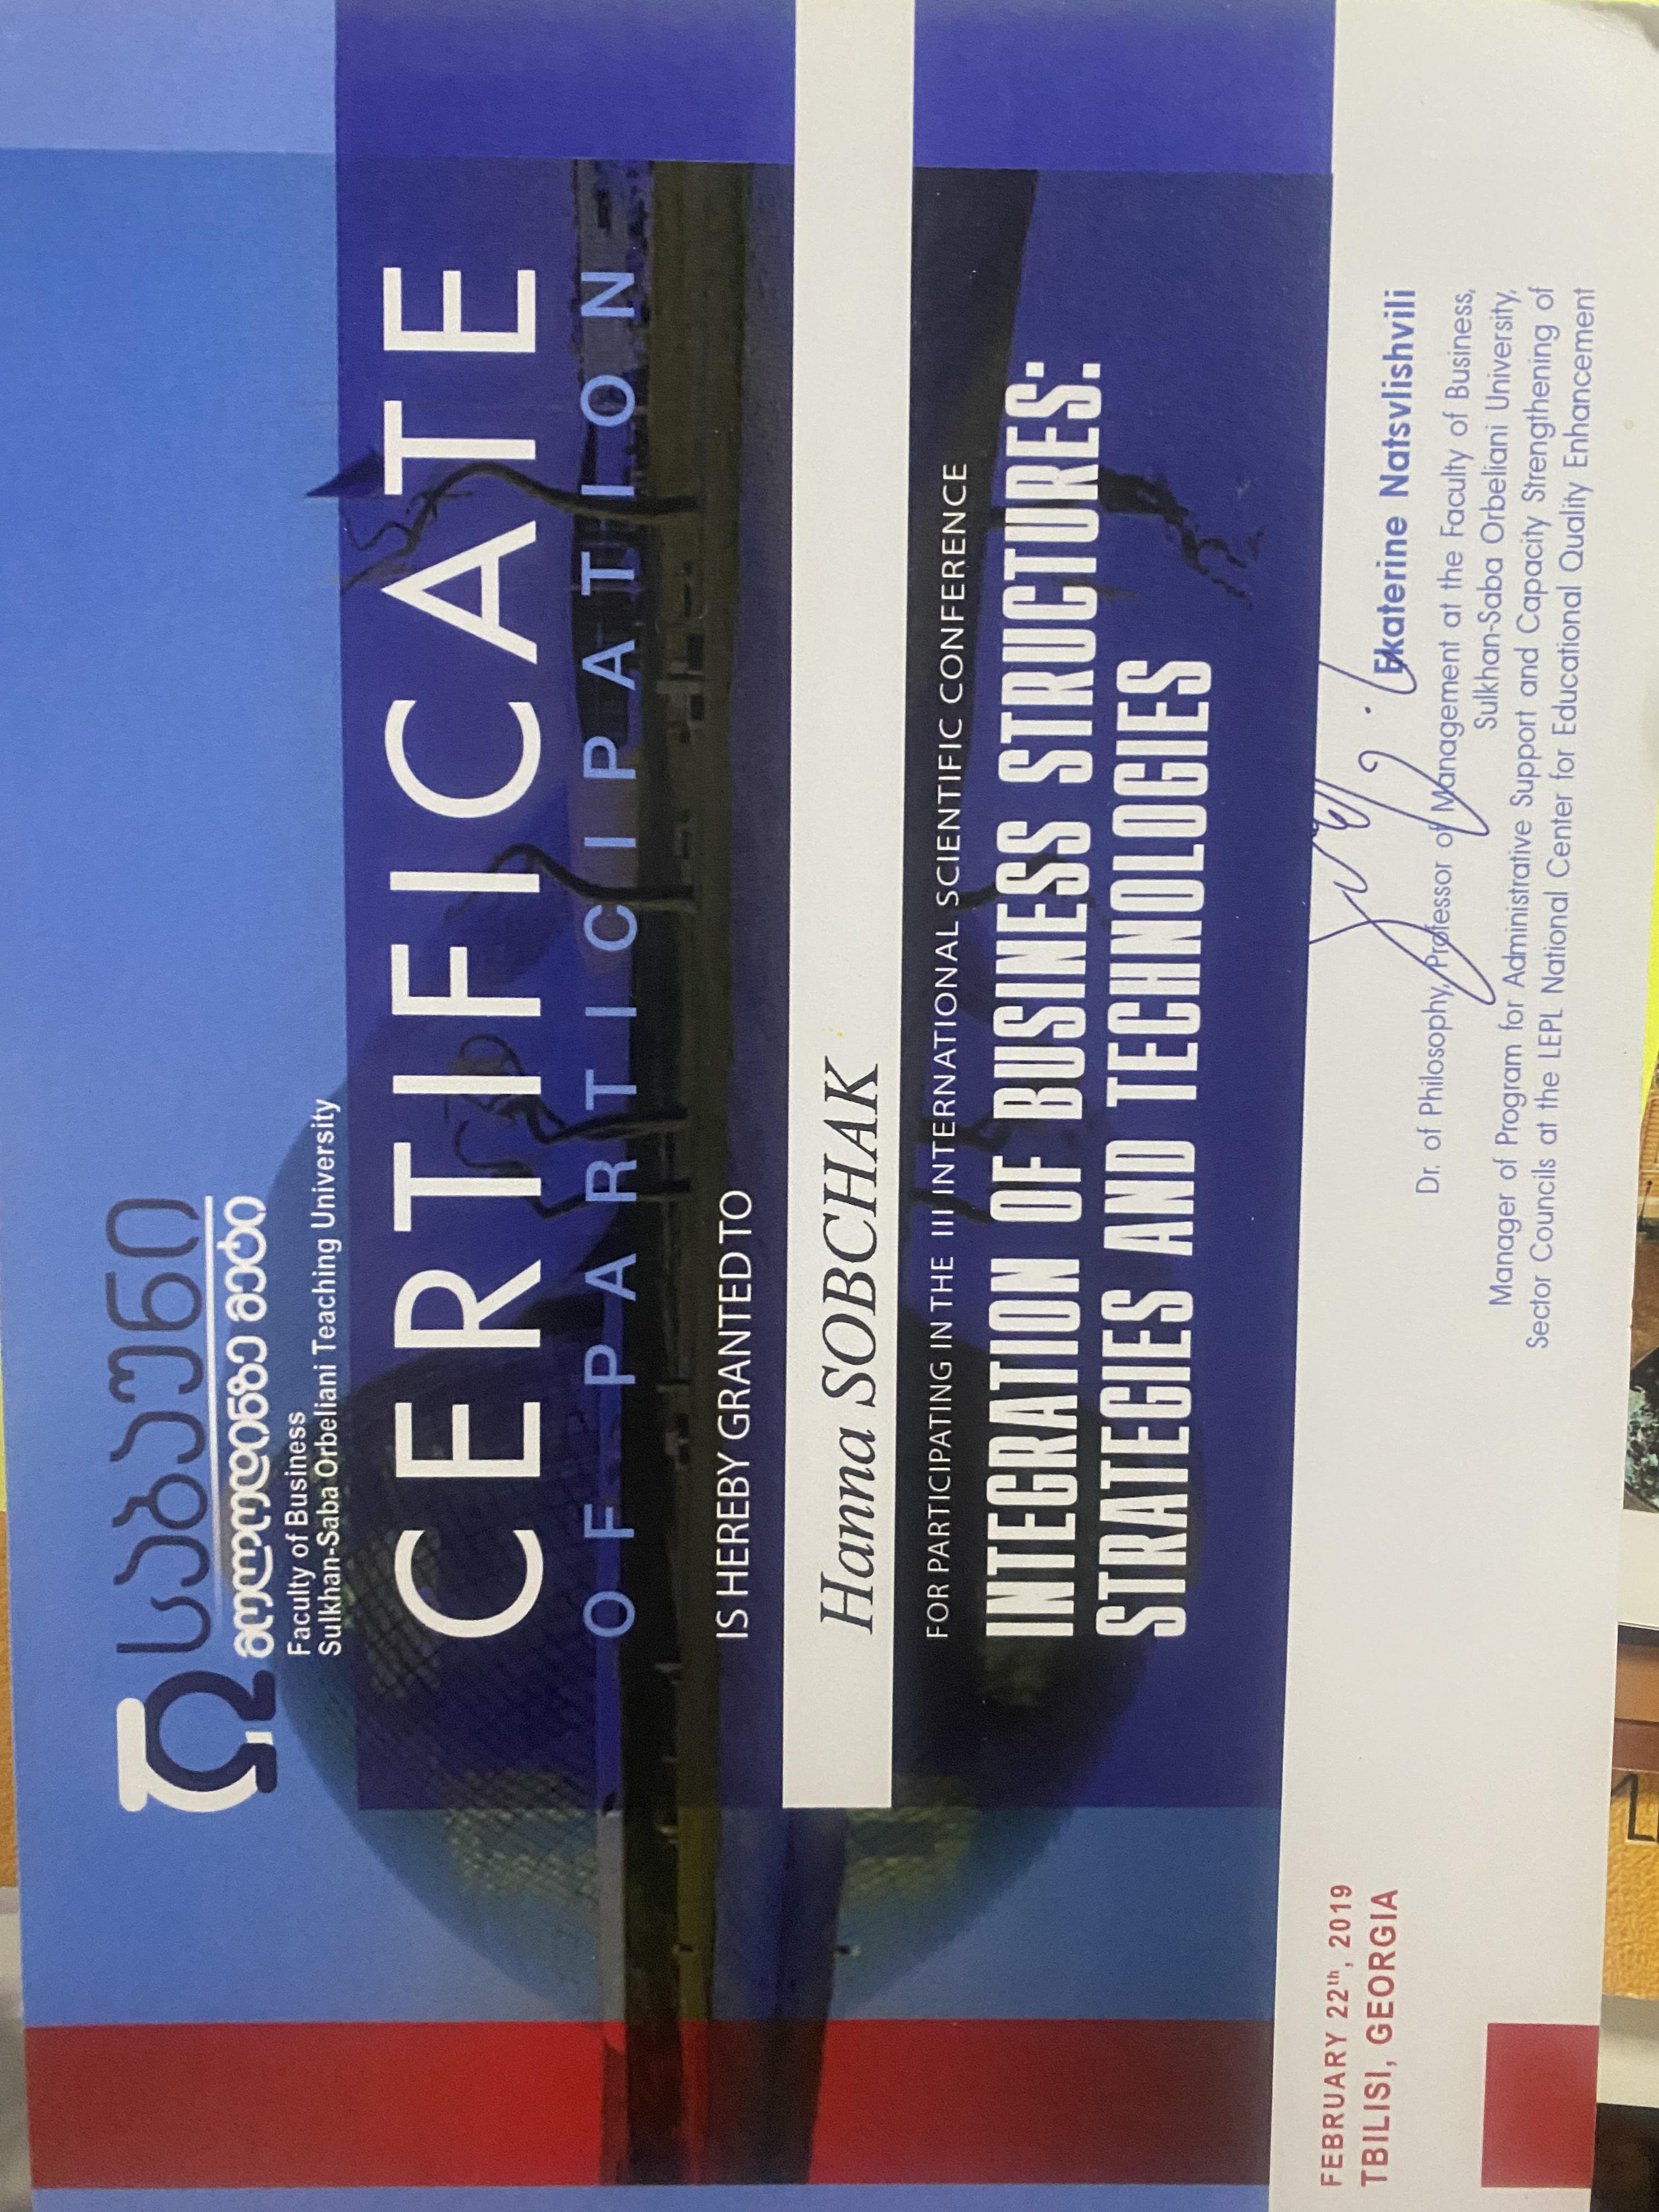 საბაუნი
Faculty of Business
Sulkhan-Saba Orbeliani Teaching University
CERTIFICATE
OF PARTICIPATION
IS HEREBY GRANTED TO
Hanna SOBCHAK
FOR PARTICIPATING IN THE III INTERNATIONAL SCIENTIFIC CONFERENCE
INTEGRATION OF BUSINESS STRUCTURES:
STRATEGIES AND TECHNOLOGIES
FEBRUARY 22th, 2019
TBILISI, GEORGIA
Ekaterine Natsvlishvili
Dr. of Philosophy, Professor of Management at the Faculty of Business,
Sulkhan-Saba Orbeliani University,
Manager of Program for Administrative Support and Capacity Strengthening of
Sector Councils at the LEPL National Center for Educational Quality Enhancement